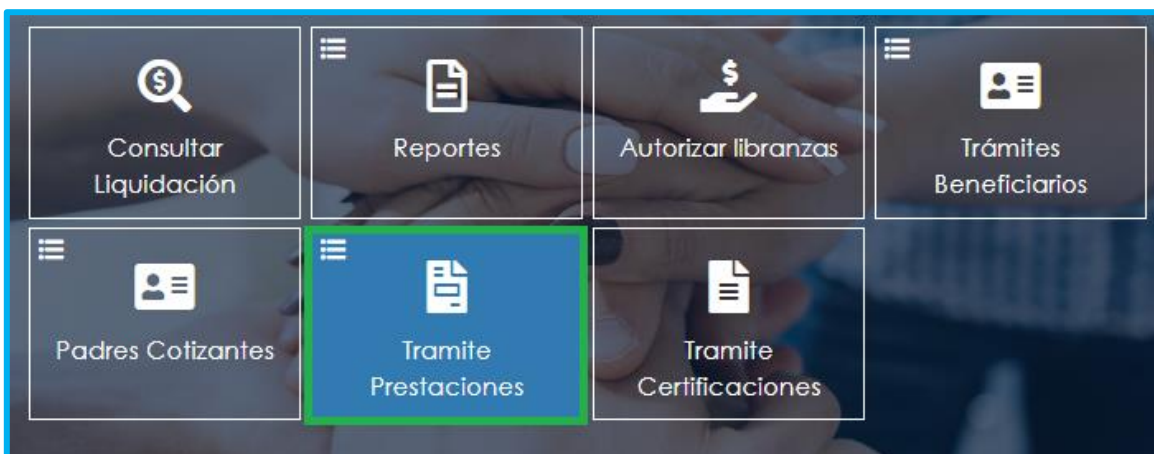 Consultar
Liquidación
Reportes
Autorizar libranzas
Trámites
Beneficiarios
Padres Cotizantes
Tramite
Prestaciones
Tramite
Certificaciones